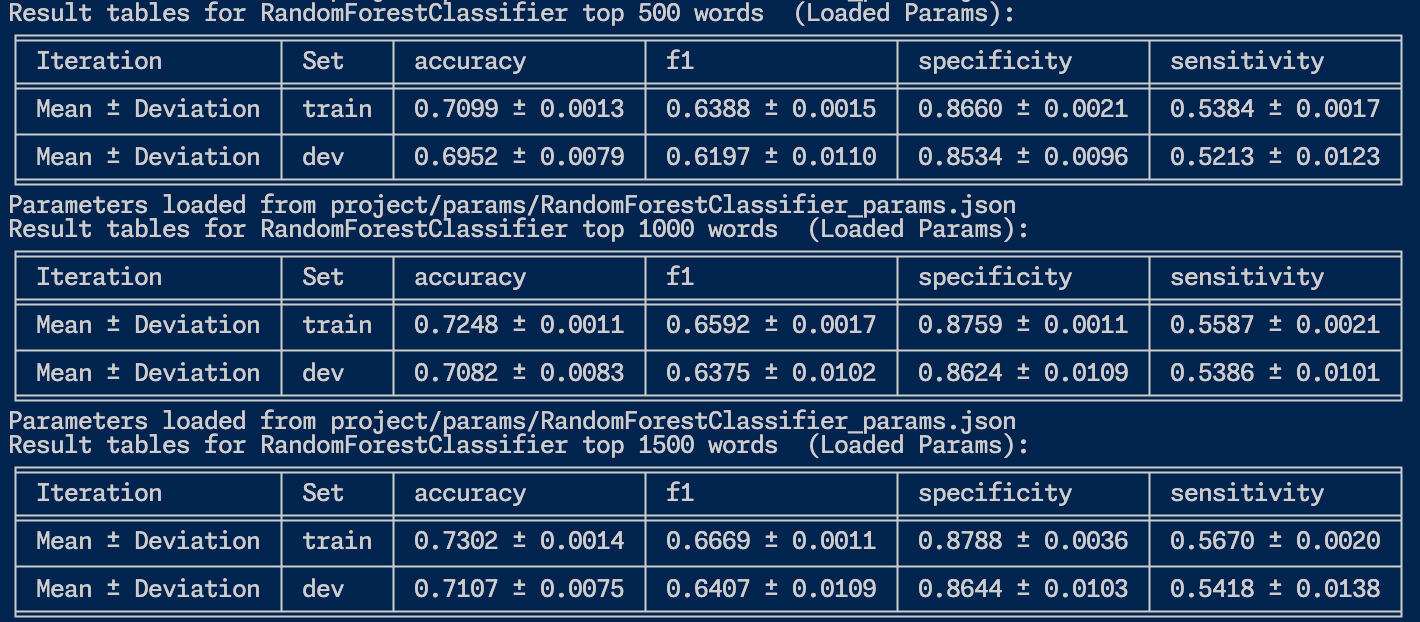 Result tables for RandomForestClassifier top 500 words  (Loaded Params):
Iteration Set accuracy f1 specificity sensitivity
Mean ± Deviation train 0.7099 ± 0.0013 0.6388 ± 0.0015 0.8660 ± 0.0021 0.5384 ± 0.0017
Mean ± Deviation dev 0.6952 ± 0.0079 0.6197 ± 0.0110 0.8534 ± 0.0096 0.5213 ± 0.0123
Parameters loaded from project/params/RandomForestClassifier_params.json
Result tables for RandomForestClassifier top 1000 words  (Loaded Params):
Iteration Set accuracy f1 specificity sensitivity
Mean ± Deviation train 0.7248 ± 0.0011 0.6592 ± 0.0017 0.8759 ± 0.0011 0.5587 ± 0.0021
Mean ± Deviation dev 0.7082 ± 0.0083 0.6375 ± 0.0102 0.8624 ± 0.0109 0.5386 ± 0.0101
Parameters loaded from project/params/RandomForestClassifier_params.json
Result tables for RandomForestClassifier top 1500 words  (Loaded Params):
Iteration Set accuracy f1 specificity sensitivity
Mean ± Deviation train 0.7302 ± 0.0014 0.6669 ± 0.0011 0.8788 ± 0.0036 0.5670 ± 0.0020
Mean ± Deviation dev 0.7107 ± 0.0075 0.6407 ± 0.0109 0.8644 ± 0.0103 0.5418 ± 0.0138